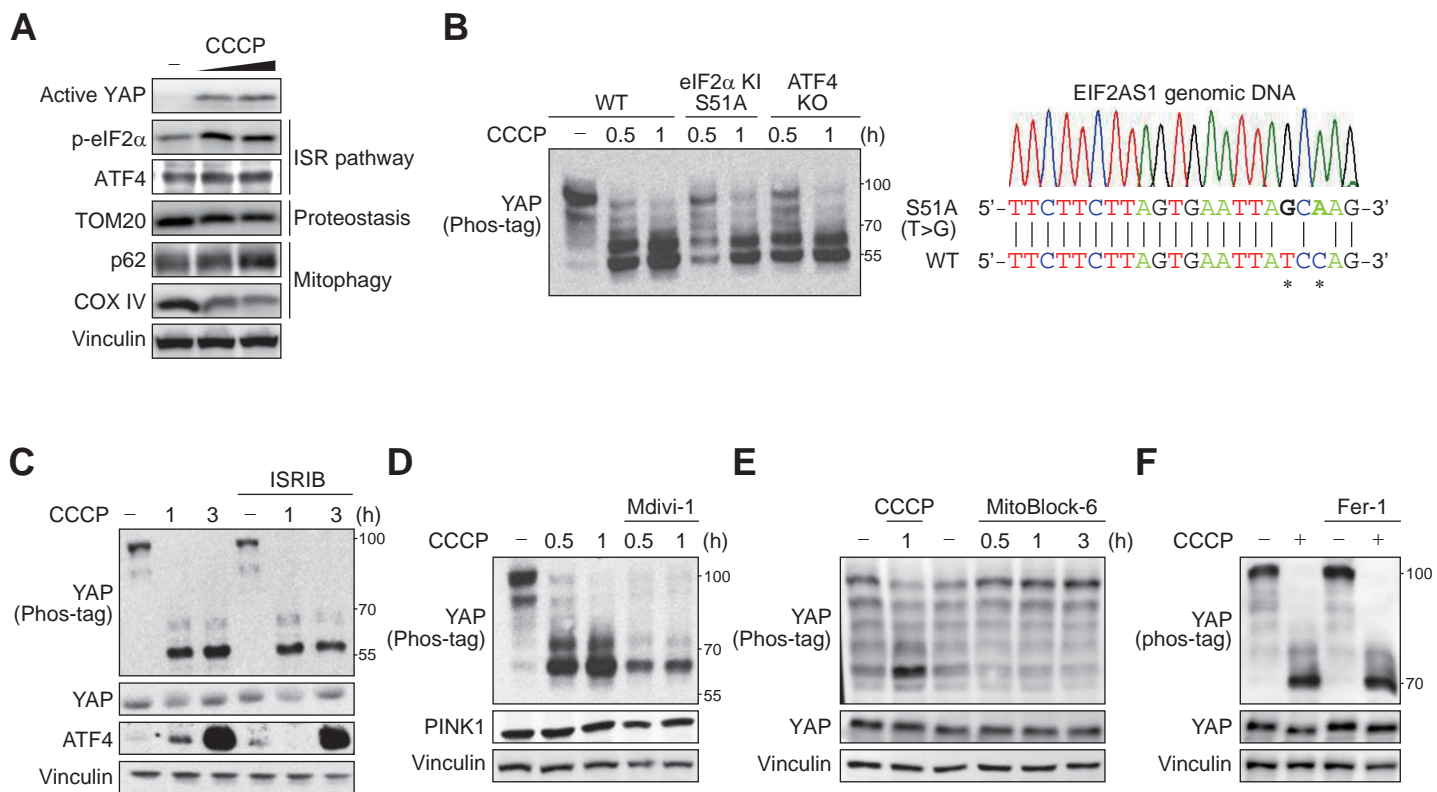 A
CCCP
–
Active YAP
p-eIF2α
ATF4
ISR pathway
TOM20
Proteostasis
p62
COX IV
Mitophagy
Vinculin
B
WT
eIF2α KI
S51A
ATF4
KO
CCCP – 0.5 1 0.5 1 0.5 1 (h)
YAP
(Phos-tag)
100
70
55
EIF2AS1 genomic DNA
S51A 5'-TTCTTCTTAGTGAATTAGCAAG-3'
(T>G)
WT 5'-TTCTTCTTAGTGAATTATCCAG-3'
* *
C
ISRIB
CCCP – 1 3 – 1 3 (h)
YAP
(Phos-tag)
100
70
55
YAP
ATF4
Vinculin
D
Mdivi-1
CCCP – 0.5 1 0.5 1 (h)
YAP
(Phos-tag)
100
70
55
PINK1
Vinculin
E
CCCP MitoBlock-6
– 1 – 0.5 1 3 (h)
YAP
(Phos-tag)
YAP
Vinculin
F
Fer-1
CCCP – + – +
YAP
(phos-tag)
100
70
YAP
Vinculin